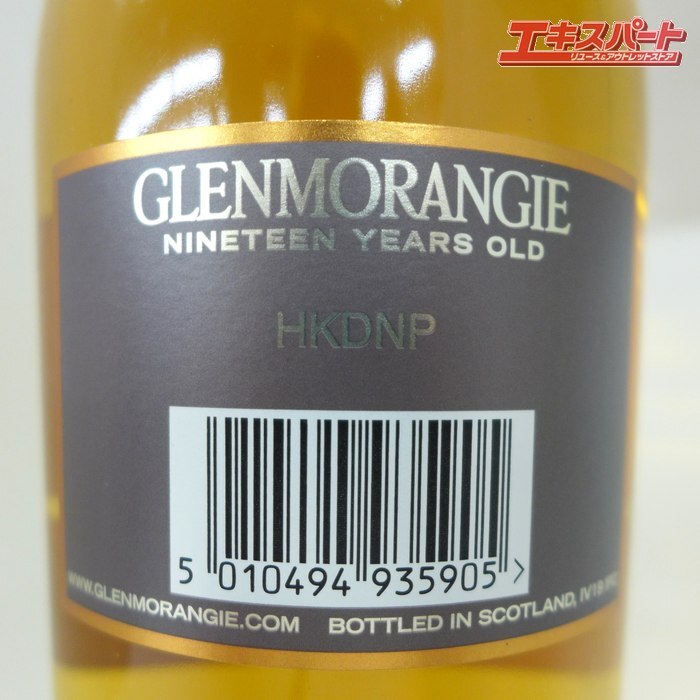 エキスパート
リユース&アウトレットストア
GLENMORANGIE
NINETEEN YEARS OLD
HKDNP
5 010494 935905 >
WWW.GLENMORANGIE.COM BOTTLED IN SCOTLAND, IV19